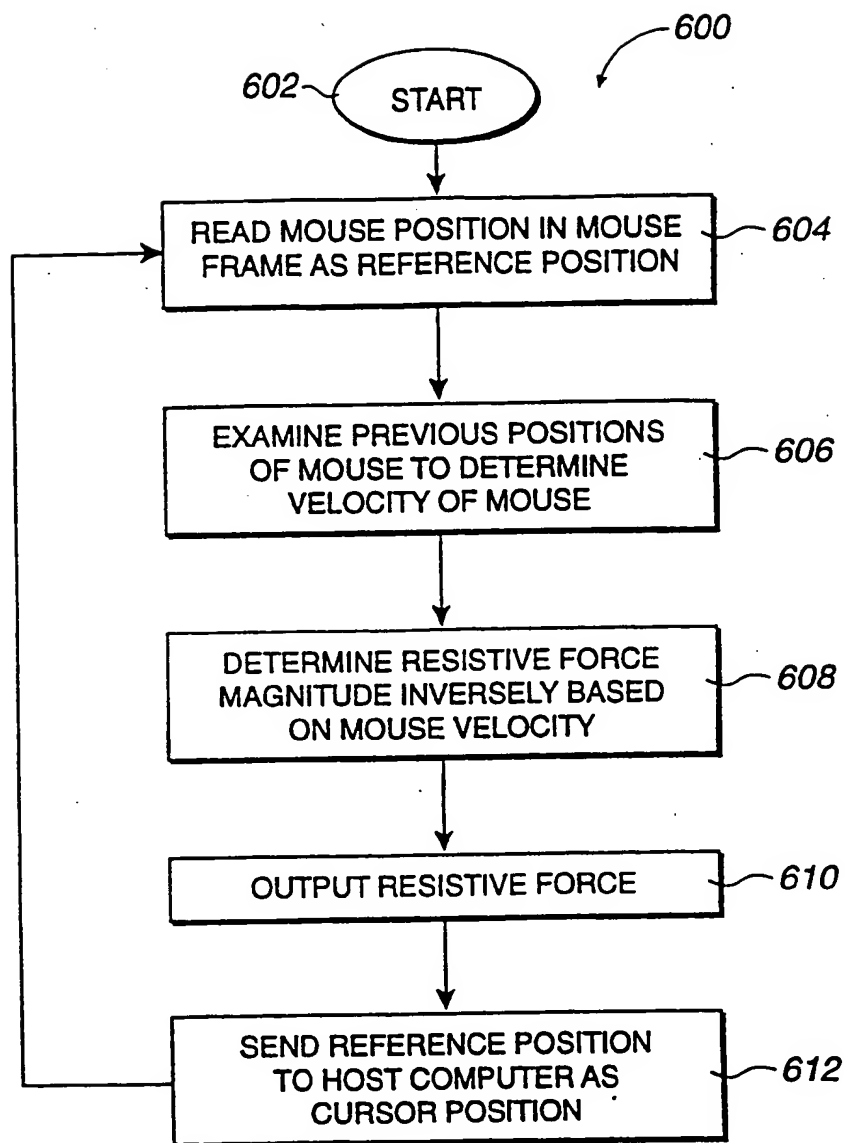 600
602
START
READ MOUSE POSITION IN MOUSE
FRAME AS REFERENCE POSITION
604
EXAMINE PREVIOUS POSITIONS
OF MOUSE TO DETERMINE
VELOCITY OF MOUSE
606
DETERMINE RESISTIVE FORCE
MAGNITUDE INVERSELY BASED
ON MOUSE VELOCITY
608
OUTPUT RESISTIVE FORCE
610
SEND REFERENCE POSITION
TO HOST COMPUTER AS
CURSOR POSITION
612